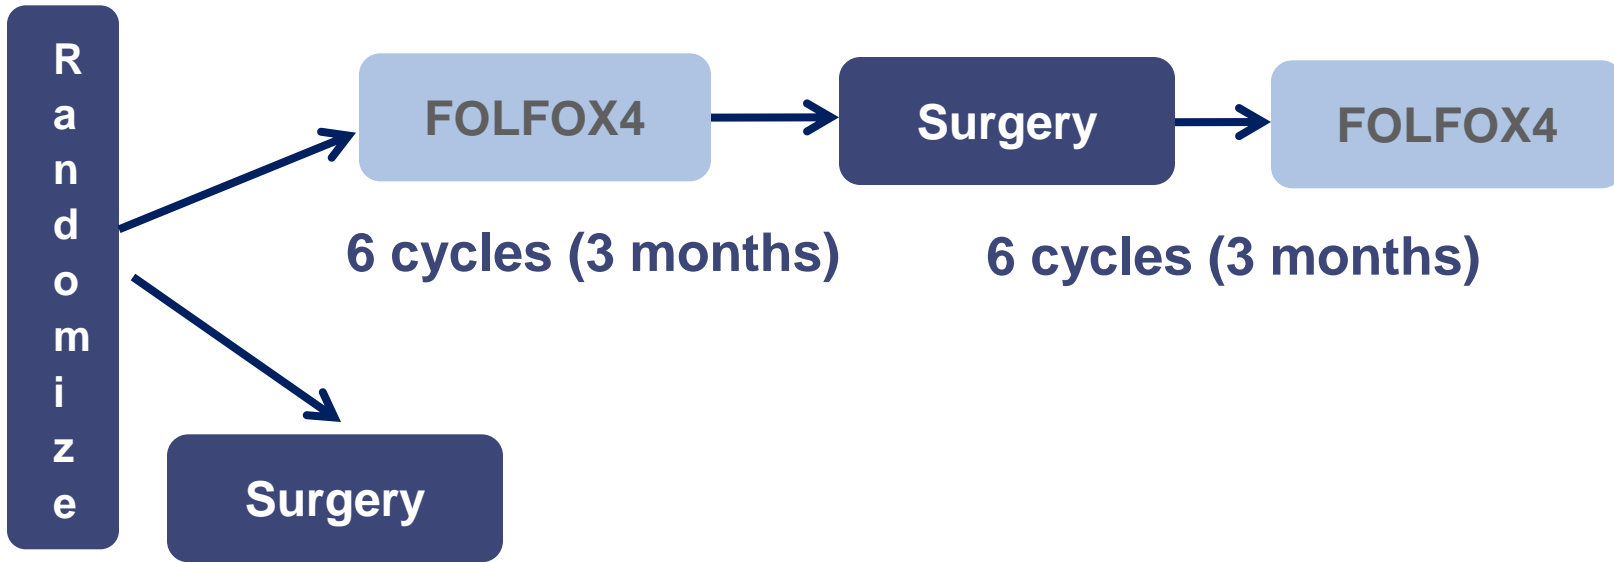 Randomize
FOLFOX4
Surgery
FOLFOX4
6 cycles (3 months)
6 cycles (3 months)
Surgery